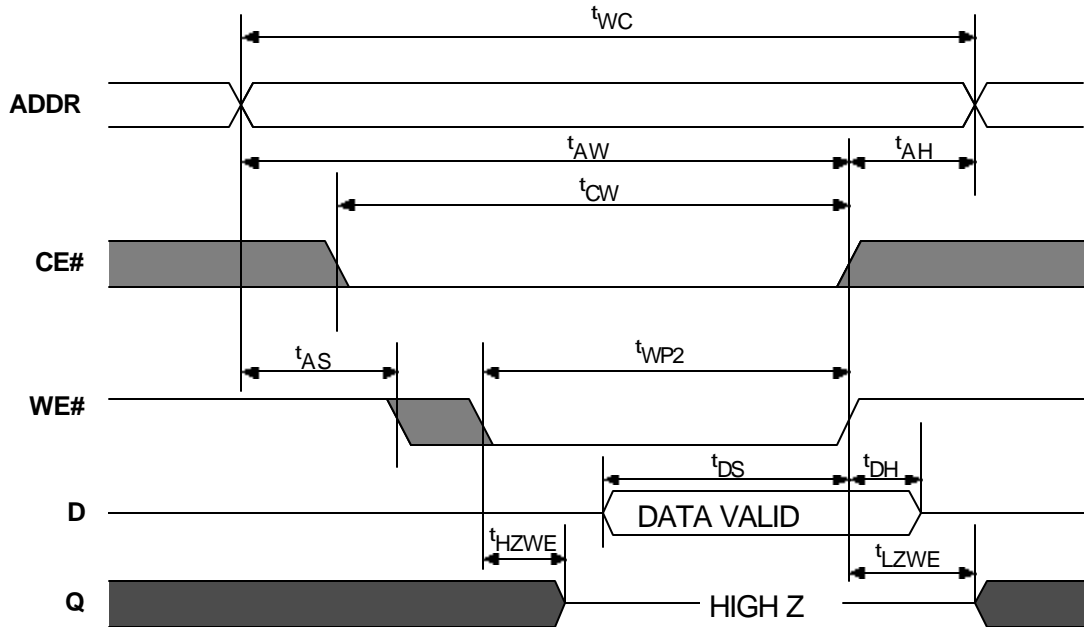 tWC
ADDR
tAW
tAH
tCW
CE#
tAS
tWP2
WE#
tDS
tDH
D
DATA VALID
tHZWE
tLZWE
Q
HIGH Z